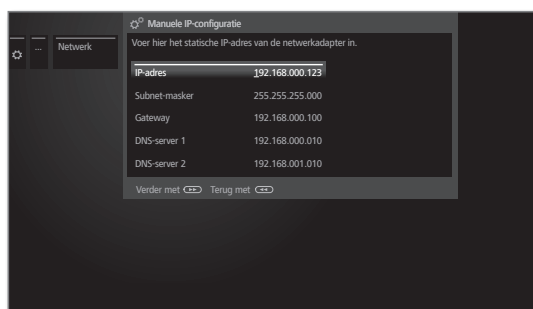 Manuele IP-configuratie
... Netwerk
Voer hier het statische IP-adres van de netwerkadapter in.
IP-adres 192.168.000.123
Subnet-masker 255.255.255.000
Gateway 192.168.000.100
DNS-server 1 192.168.000.010
DNS-server 2 192.168.001.010
Verder met Terug met